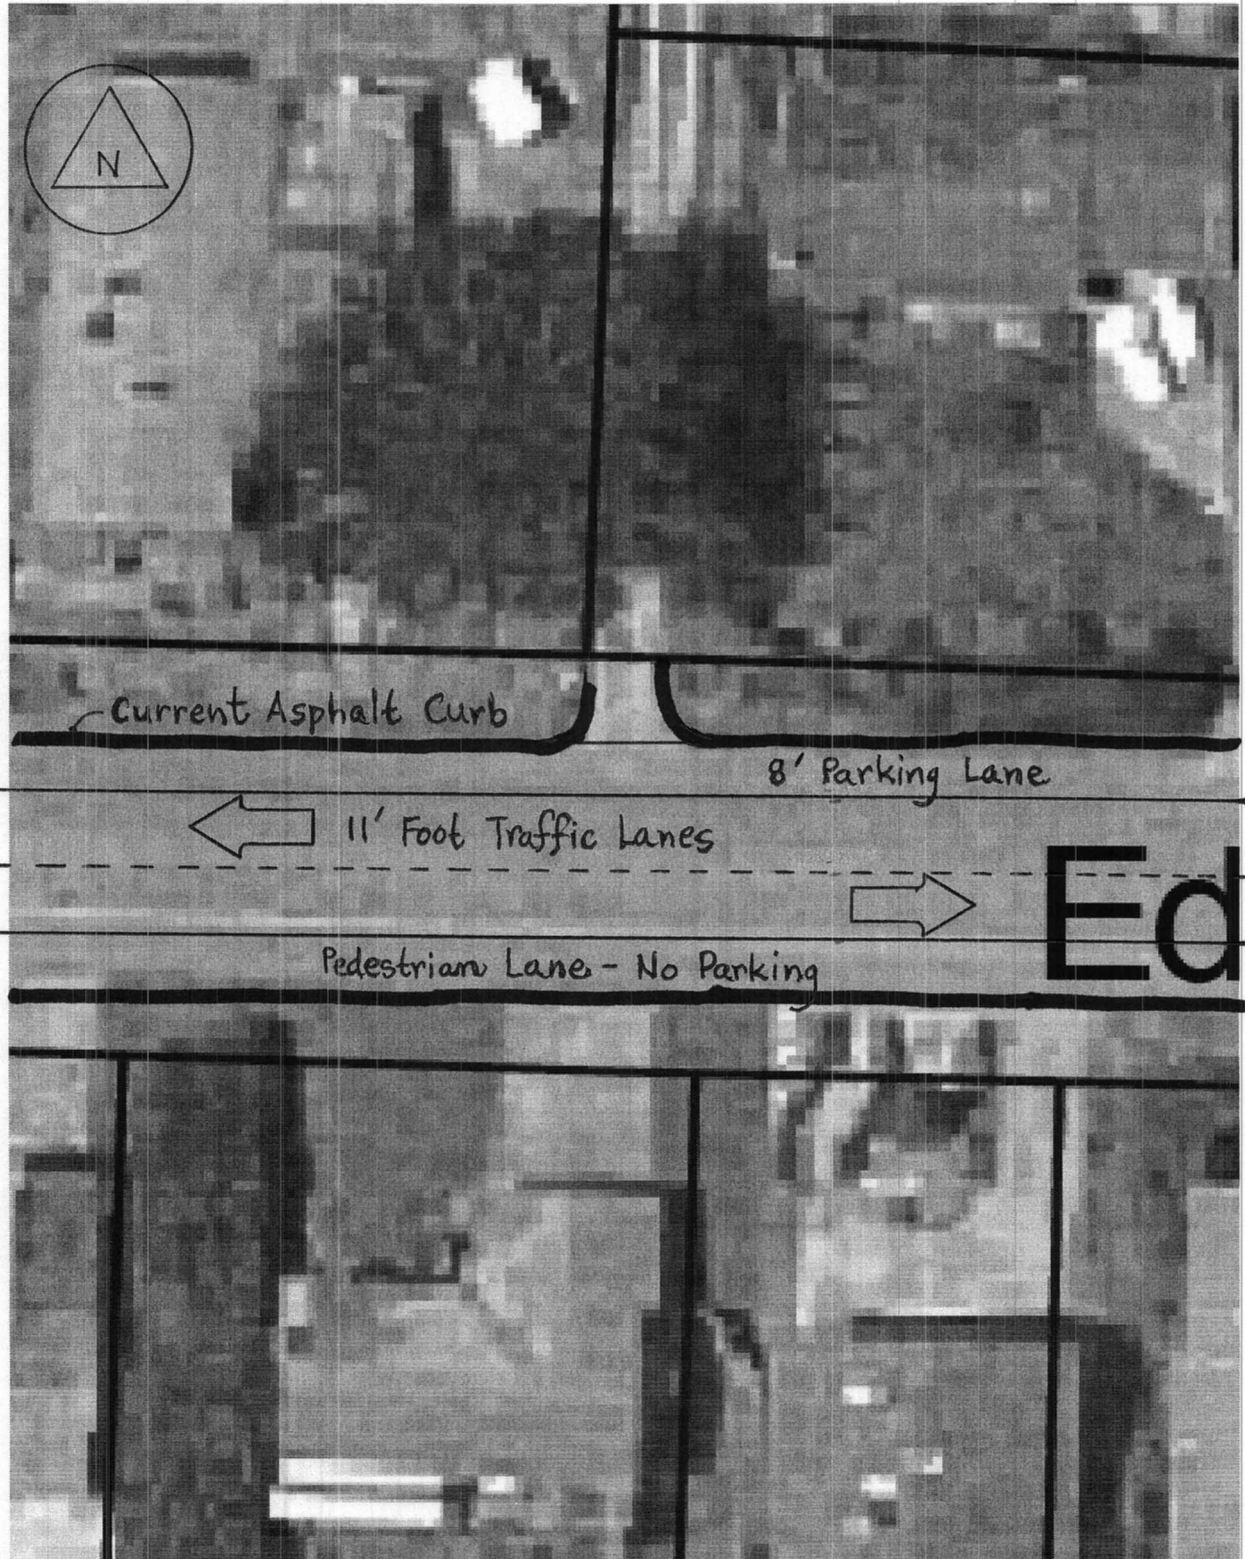 N
Current Asphalt Curb
8' Parking Lane
11' Foot Traffic Lanes
Ed
Pedestrian Lane - No Parking